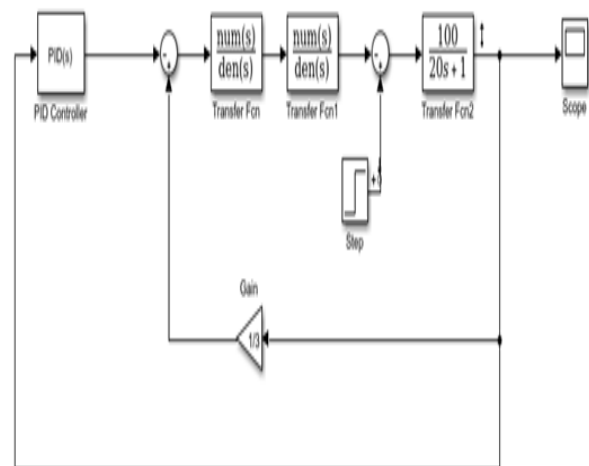 PID(s)
PID Controller
-
+
num(s)
den(s)
Transfer Fcn
num(s)
den(s)
Transfer Fcn1
-
+
100
20s+1
Transfer Fcn2
Scope
Step
Gain
1/3